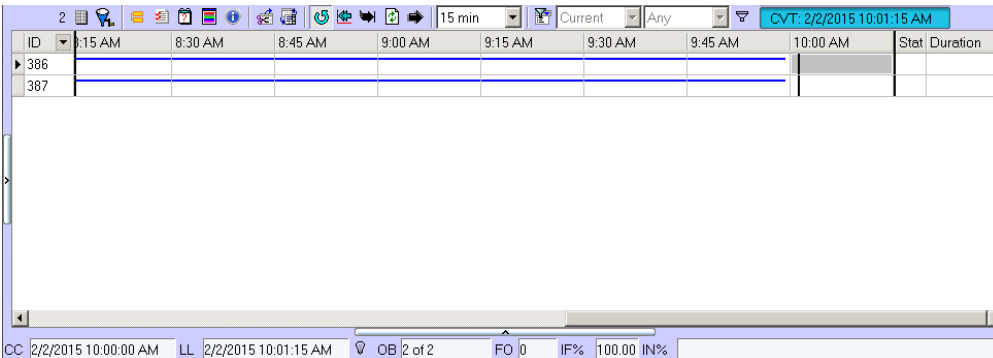 2 15 min Current Any CVT: 2/2/2015 10:01:15 AM
ID 8:15 AM 8:30 AM 8:45 AM 9:00 AM 9:15 AM 9:30 AM 9:45 AM 10:00 AM Stat Duration
386
387
CC 2/2/2015 10:00:00 AM LL 2/2/2015 10:01:15 AM OB 2 of 2 FO 0 IF% 100.00 IN%